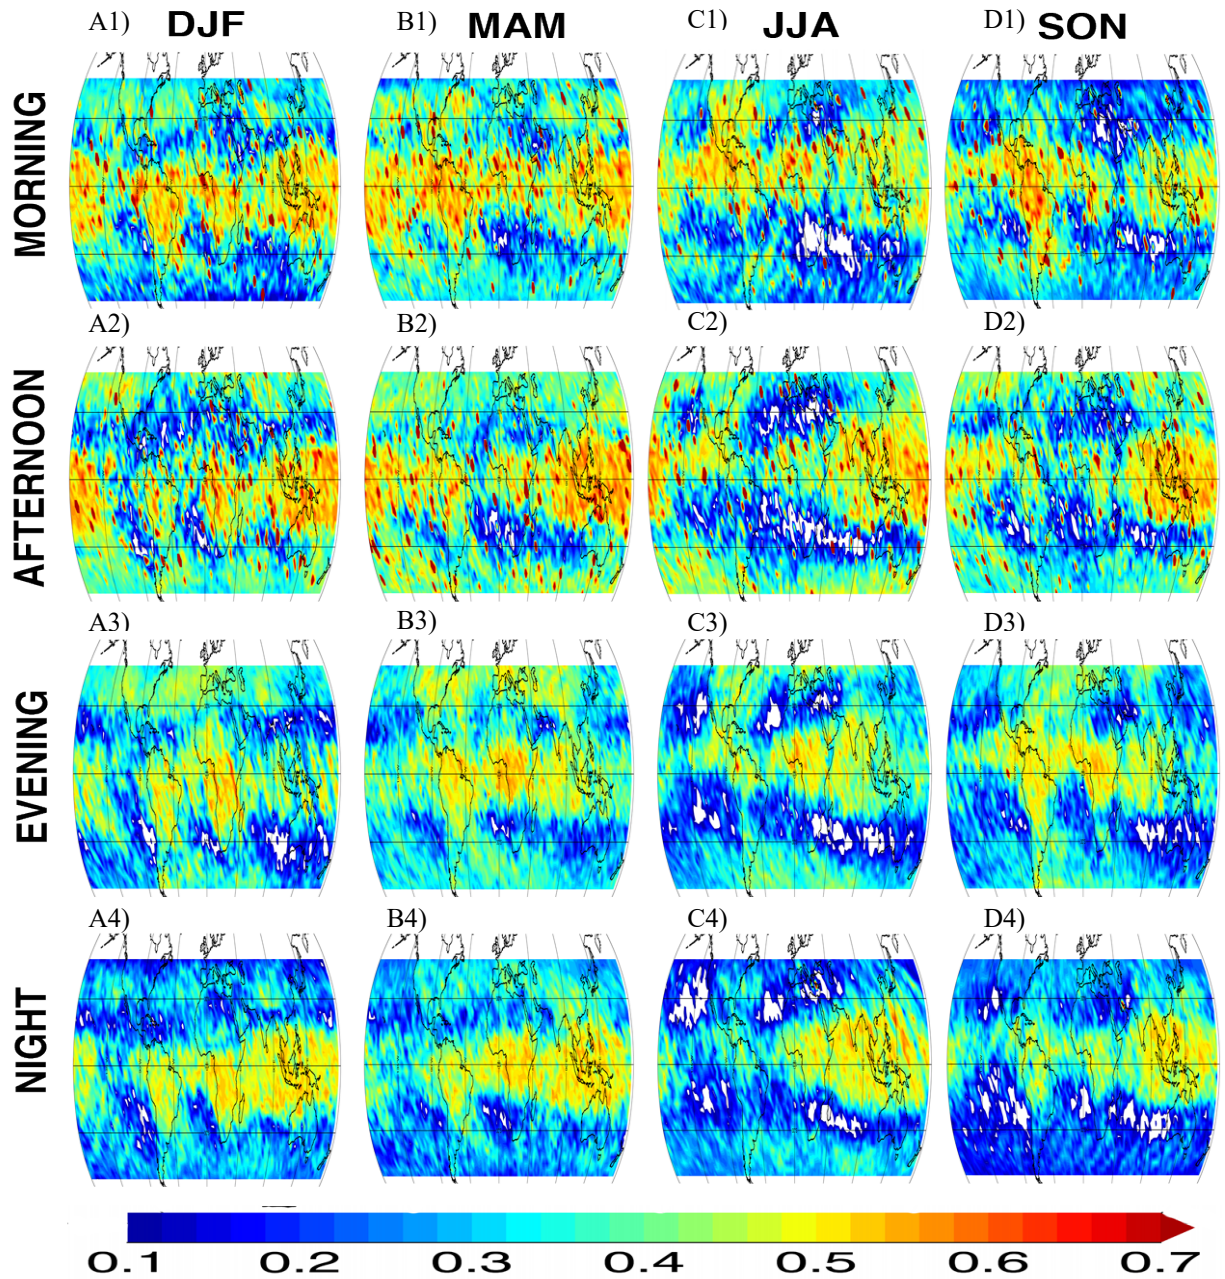 A1) DJF B1) MAM C1) JJA D1) SON
MORNING
A2) B2) C2) D2)
AFTERNOON
A3) B3) C3) D3)
EVENING
A4) B4) C4) D4)
NIGHT
0.1 0.2 0.3 0.4 0.5 0.6 0.7